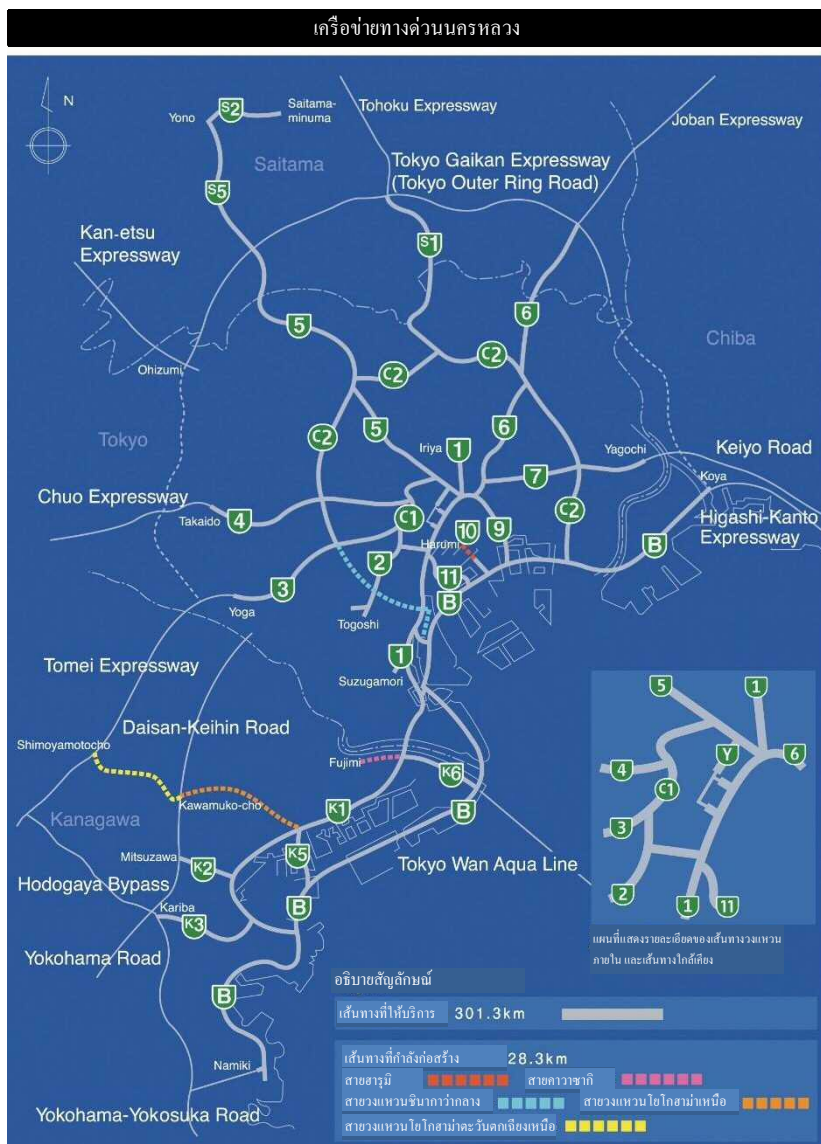 เครือข่ายทางด่วนนครหลวง
N
S2
Saitama-
minuma
Yono
Tohoku Expressway
Joban Expressway
Saitama
Tokyo Gaikan Expressway
(Tokyo Outer Ring Road)
S5
S1
Kan-etsu
Expressway
6
5
Chiba
Ohizumi
C2
C2
Tokyo
C2
5
6
Iriya
1
Yagochi
Keiyo Road
7
Koya
Chuo Expressway
Takaido
4
C1
10
9
C2
Higashi-Kanto
Expressway
Harumi
B
2
11
3
B
Yoga
Togoshi
1
Tomei Expressway
Suzugamori
5
1
Daisan-Keihin Road
Shimoyamotocho
Y
6
Fujimi
4
K6
C1
Kawamuko-cho
K1
B
Kanagawa
3
Mitsuzawa
K5
K2
Tokyo Wan Aqua Line
Hodogaya Bypass
2
1
11
Kariba
B
K3
แผนที่แสดงรายละเอียดของเส้นทางวงแหวน
ภายใน และเส้นทางใกล้เคียง
Yokohama Road
อธิบายสัญลักษณ์
B
เส้นทางที่ให้บริการ 301.3km
เส้นทางที่กำลังก่อสร้าง 28.3km
Namiki
สายฮารุมิ สายคาวาซากิ
สายวงแหวนชินากาว่ากลาง สายวงแหวนโยโกฮาม่าเหนือ
Yokohama-Yokosuka Road
สายวงแหวนโยโกฮาม่าตะวันตกเฉียงเหนือ